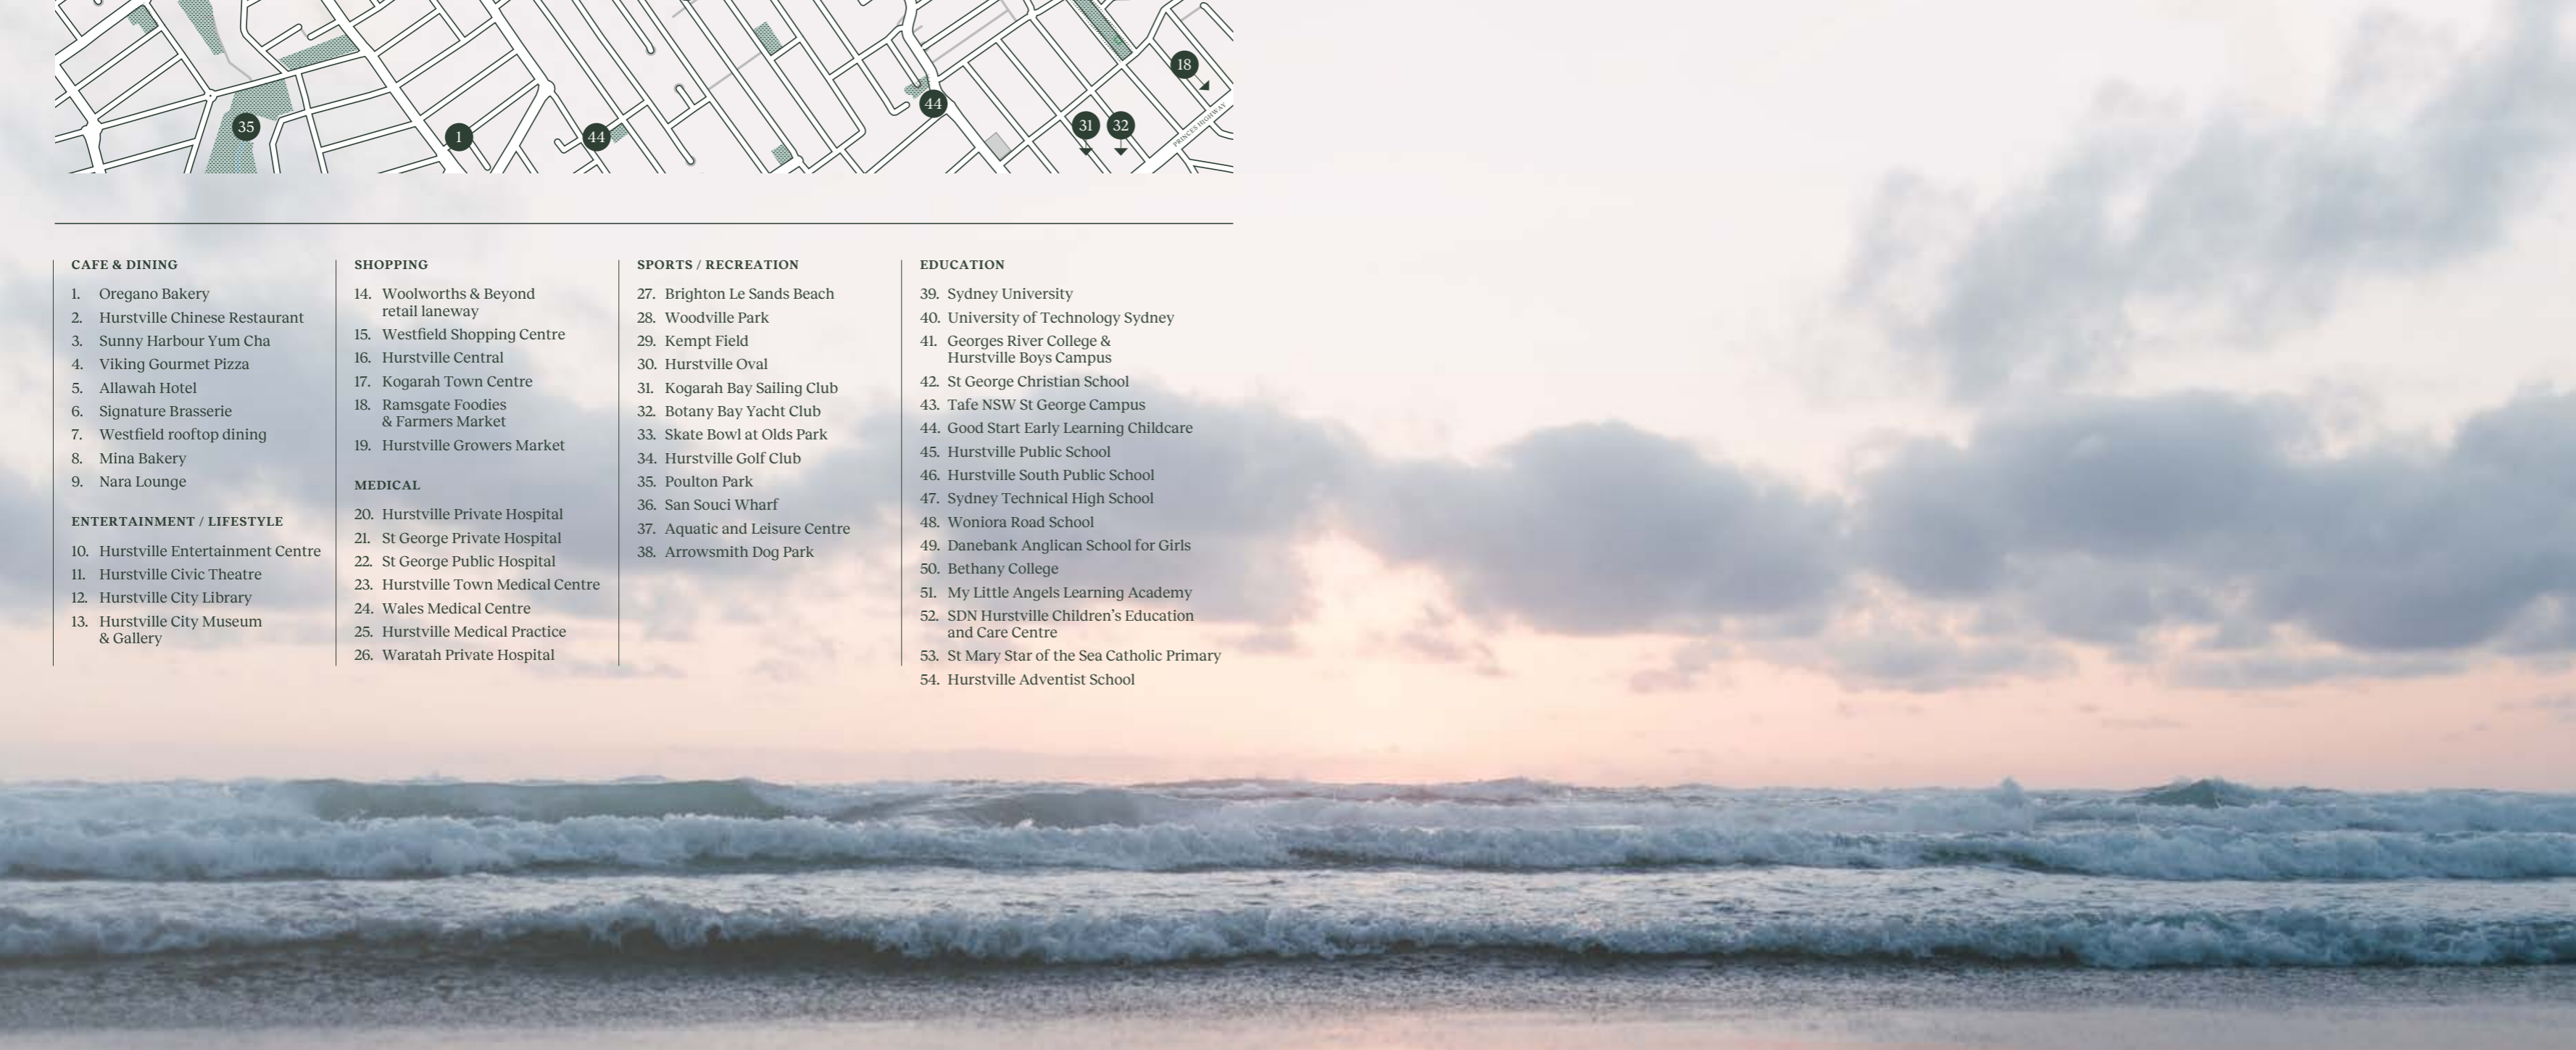 18
44
35
1
44
31
32
PRINCES HIGHWAY
CAFE & DINING
1. Oregano Bakery
2. Hurstville Chinese Restaurant
3. Sunny Harbour Yum Cha
4. Viking Gourmet Pizza
5. Allawah Hotel
6. Signature Brasserie
7. Westfield rooftop dining
8. Mina Bakery
9. Nara Lounge
ENTERTAINMENT / LIFESTYLE
10. Hurstville Entertainment Centre
11. Hurstville Civic Theatre
12. Hurstville City Library
13. Hurstville City Museum
& Gallery
SHOPPING
14. Woolworths & Beyond
retail laneway
15. Westfield Shopping Centre
16. Hurstville Central
17. Kogarah Town Centre
18. Ramsgate Foodies
& Farmers Market
19. Hurstville Growers Market
MEDICAL
20. Hurstville Private Hospital
21. St George Private Hospital
22. St George Public Hospital
23. Hurstville Town Medical Centre
24. Wales Medical Centre
25. Hurstville Medical Practice
26. Waratah Private Hospital
SPORTS / RECREATION
27. Brighton Le Sands Beach
28. Woodville Park
29. Kempt Field
30. Hurstville Oval
31. Kogarah Bay Sailing Club
32. Botany Bay Yacht Club
33. Skate Bowl at Olds Park
34. Hurstville Golf Club
35. Poulton Park
36. San Souci Wharf
37. Aquatic and Leisure Centre
38. Arrowsmith Dog Park
EDUCATION
39. Sydney University
40. University of Technology Sydney
41. Georges River College &
Hurstville Boys Campus
42. St George Christian School
43. Tafe NSW St George Campus
44. Good Start Early Learning Childcare
45. Hurstville Public School
46. Hurstville South Public School
47. Sydney Technical High School
48. Woniora Road School
49. Danebank Anglican School for Girls
50. Bethany College
51. My Little Angels Learning Academy
52. SDN Hurstville Children’s Education
and Care Centre
53. St Mary Star of the Sea Catholic Primary
54. Hurstville Adventist School